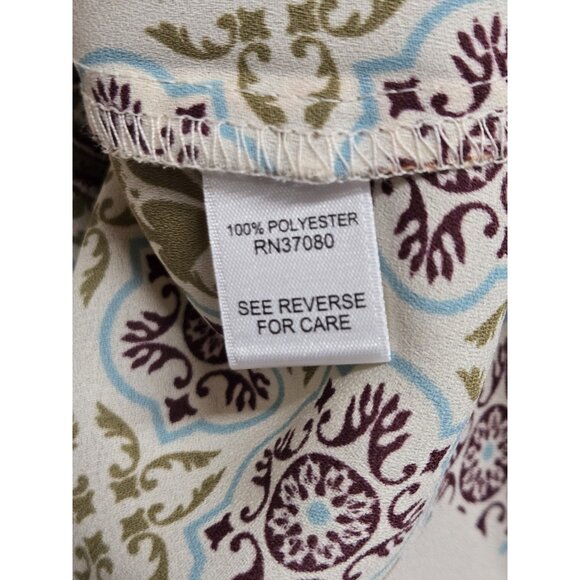 100% POLYESTER
RN37080
SEE REVERSE
FOR CARE